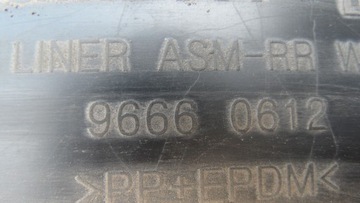 LINER ASM-RR W
9666 0612
>PP+EPDM<